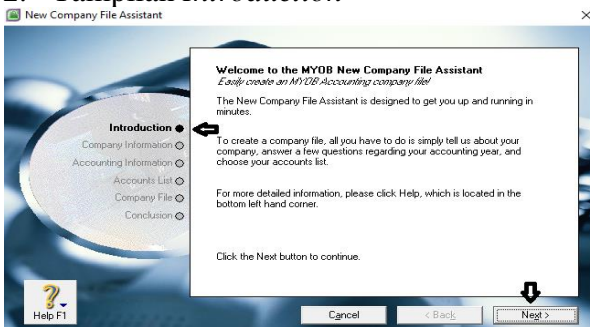 New Company File Assistant
Welcome to the MYOB New Company File Assistant
Easily create an MYOB Accounting company file!
The New Company File Assistant is designed to get you up and running in
minutes.
To create a company file, all you have to do is simply tell us about your
company, answer a few questions regarding your accounting year, and
choose your accounts list.
For more detailed information, please click Help, which is located in the
bottom left hand corner.
Click the Next button to continue.
Introduction
Company Information
Accounting Information
Accounts List
Company File
Conclusion
Help F1
Cancel
< Back
Next >